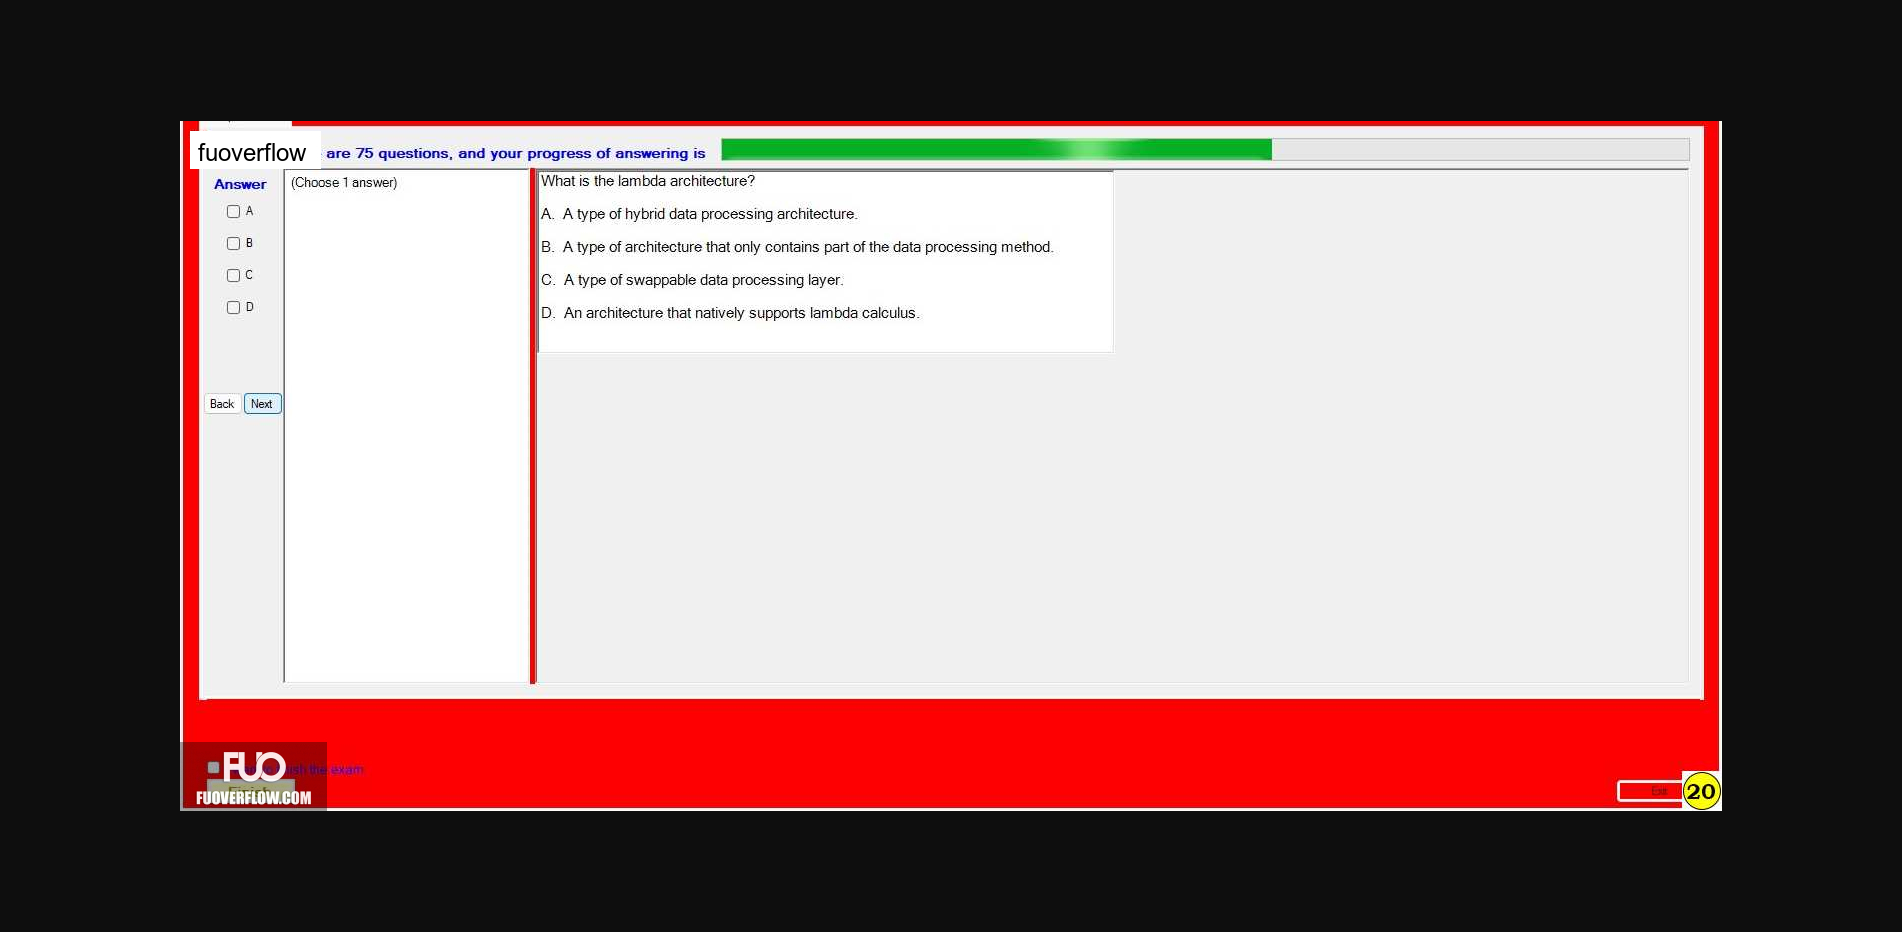 fuoverflow are 75 questions, and your progress of answering is
Answer
(Choose 1 answer)
A
B
C
D
Back Next
What is the lambda architecture?
A. A type of hybrid data processing architecture.
B. A type of architecture that only contains part of the data processing method.
C. A type of swappable data processing layer.
D. An architecture that natively supports lambda calculus.
the exam
Finish
FUO
FUOVERFLOW.COM
Exit
20